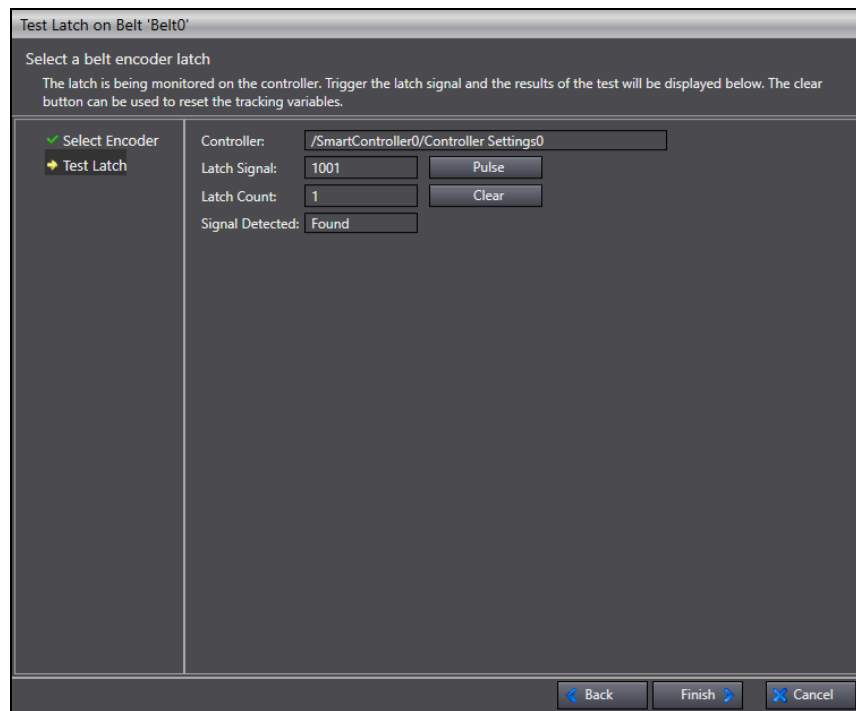 Test Latch on Belt 'Belt0'
Select a belt encoder latch
The latch is being monitored on the controller. Trigger the latch signal and the results of the test will be displayed below. The clear
button can be used to reset the tracking variables.
Select Encoder
Test Latch
Controller: /SmartController0/Controller Settings0
Latch Signal: 1001 Pulse
Latch Count: 1 Clear
Signal Detected: Found
Back Finish Cancel